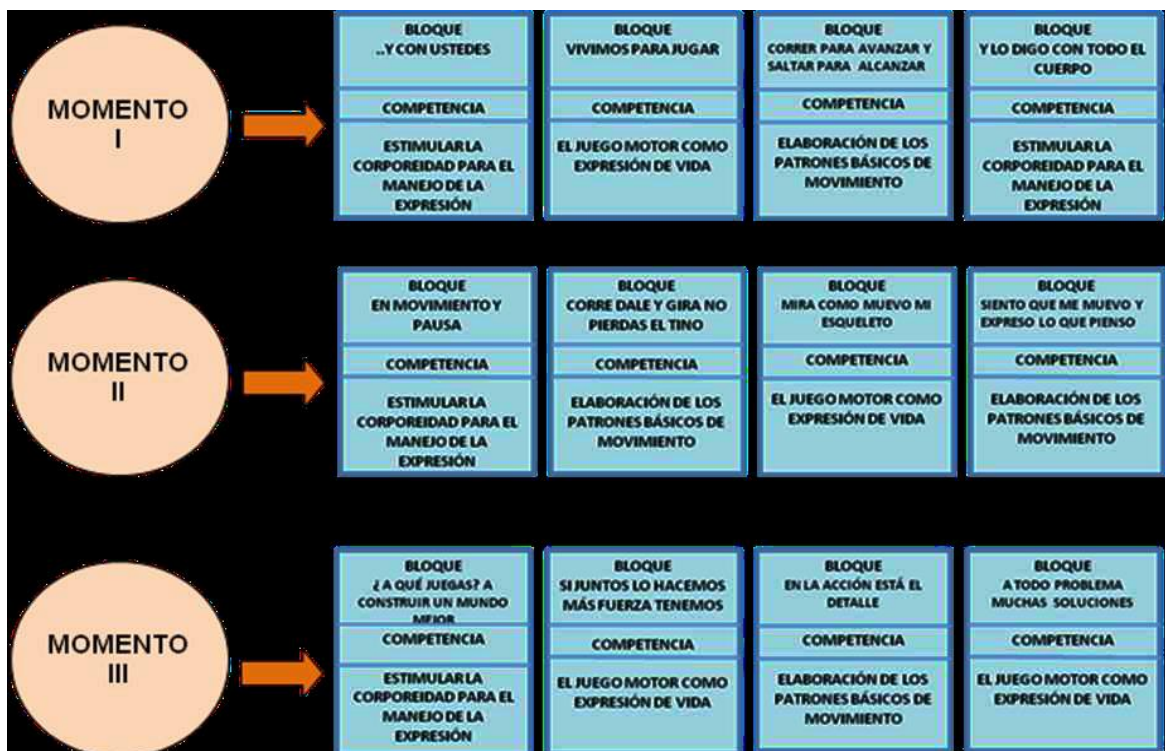 MOMENTO
I
BLOQUE
..Y CON USTEDES
COMPETENCIA
ESTIMULAR LA
CORPOREIDAD PARA EL
MANEJO DE LA
EXPRESIÓN
BLOQUE
VIVIMOS PARA JUGAR
COMPETENCIA
EL JUEGO MOTOR COMO
EXPRESIÓN DE VIDA
BLOQUE
CORRER PARA AVANZAR Y
SALTAR PARA ALCANZAR
COMPETENCIA
ELABORACIÓN DE LOS
PATRONES BÁSICOS DE
MOVIMIENTO
BLOQUE
Y LO DIGO CON TODO EL
CUERPO
COMPETENCIA
ESTIMULAR LA
CORPOREIDAD PARA EL
MANEJO DE LA
EXPRESIÓN
MOMENTO
II
BLOQUE
EN MOVIMIENTO Y
PAUSA
COMPETENCIA
ESTIMULAR LA
CORPOREIDAD PARA EL
MANEJO DE LA
EXPRESIÓN
BLOQUE
CORRE DALE Y GIRA NO
PIERDAS EL TINO
COMPETENCIA
ELABORACIÓN DE LOS
PATRONES BÁSICOS DE
MOVIMIENTO
BLOQUE
MIRA COMO MUEVO MI
ESQUELETO
COMPETENCIA
EL JUEGO MOTOR COMO
EXPRESIÓN DE VIDA
BLOQUE
SIENTO QUE ME MUEVO Y
EXPRESO LO QUE PIENSO
COMPETENCIA
ELABORACIÓN DE LOS
PATRONES BÁSICOS DE
MOVIMIENTO
MOMENTO
III
BLOQUE
¿ A QUÉ JUEGAS? A
CONSTRUIR UN MUNDO
MEJOR
COMPETENCIA
ESTIMULAR LA
CORPOREIDAD PARA EL
MANEJO DE LA
EXPRESIÓN
BLOQUE
SI JUNTOS LO HACEMOS
MÁS FUERZA TENEMOS
COMPETENCIA
EL JUEGO MOTOR COMO
EXPRESIÓN DE VIDA
BLOQUE
EN LA ACCIÓN ESTÁ EL
DETALLE
COMPETENCIA
ELABORACIÓN DE LOS
PATRONES BÁSICOS DE
MOVIMIENTO
BLOQUE
A TODO PROBLEMA
MUCHAS SOLUCIONES
COMPETENCIA
EL JUEGO MOTOR COMO
EXPRESIÓN DE VIDA